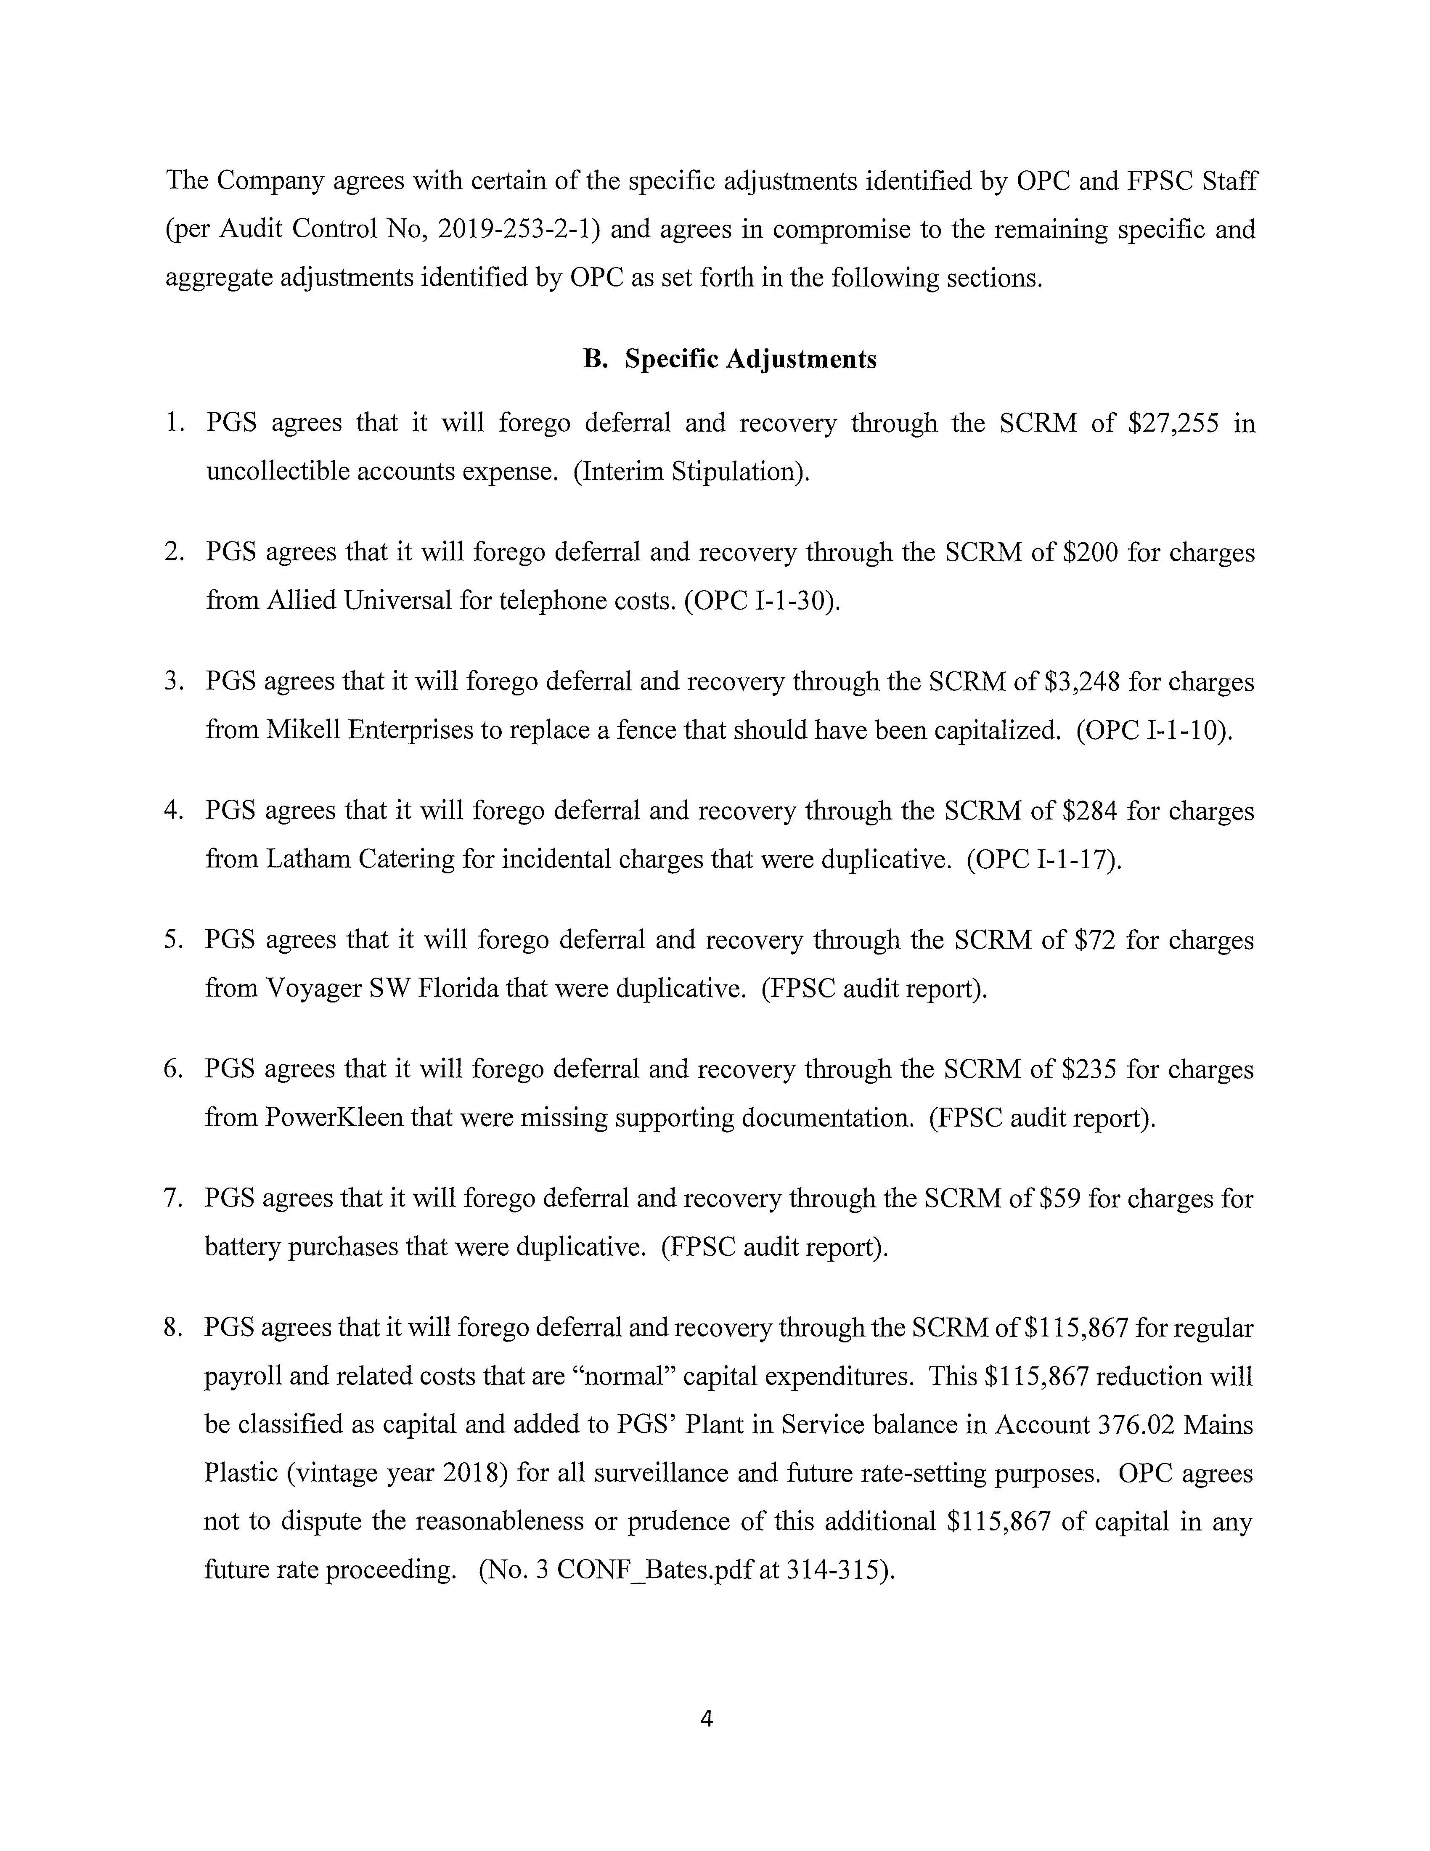 The Company agrees with certain of the specific adjustments identified by OPC and FPSC Staff
(per Audit Control No, 2019-253-2-1) and agrees in compromise to the remaining specific and
aggregate adjustments identified by OPC as set forth in the following sections.
B. Specific Adjustments
1. PGS agrees that it will forego deferral and recovery through the SCRM of $27,255 in
uncollectible accounts expense. (Interim Stipulation).
2. PGS agrees that it will forego deferral and recovery through the SCRM of $200 for charges
from Allied Universal for telephone costs. (OPC I-1-30).
3. PGS agrees that it will forego deferral and recovery through the SCRM of $3,248 for charges
from Mikell Enterprises to replace a fence that should have been capitalized. (OPC I-1-10).
4. PGS agrees that it will forego deferral and recovery through the SCRM of $284 for charges
from Latham Catering for incidental charges that were duplicative. (OPC I-1-17).
5. PGS agrees that it will forego deferral and recovery through the SCRM of $72 for charges
from Voyager SW Florida that were duplicative. (FPSC audit report).
6. PGS agrees that it will forego deferral and recovery through the SCRM of $235 for charges
from PowerKleen that were missing supporting documentation. (FPSC audit report).
7. PGS agrees that it will forego deferral and recovery through the SCRM of $59 for charges for
battery purchases that were duplicative. (FPSC audit report).
8. PGS agrees that it will forego deferral and recovery through the SCRM of $115,867 for regular
payroll and related costs that are “normal” capital expenditures. This $115,867 reduction will
be classified as capital and added to PGS’ Plant in Service balance in Account 376.02 Mains
Plastic (vintage year 2018) for all surveillance and future rate-setting purposes. OPC agrees
not to dispute the reasonableness or prudence of this additional $115,867 of capital in any
future rate proceeding. (No. 3 CONF_Bates.pdf at 314-315).
4